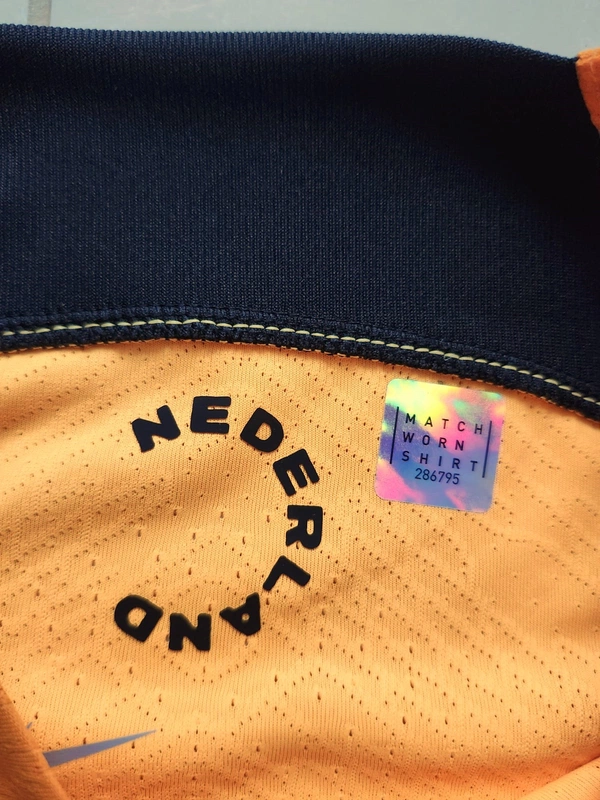 NEDERLAND
MATCH
WORN
SHIRT
286795